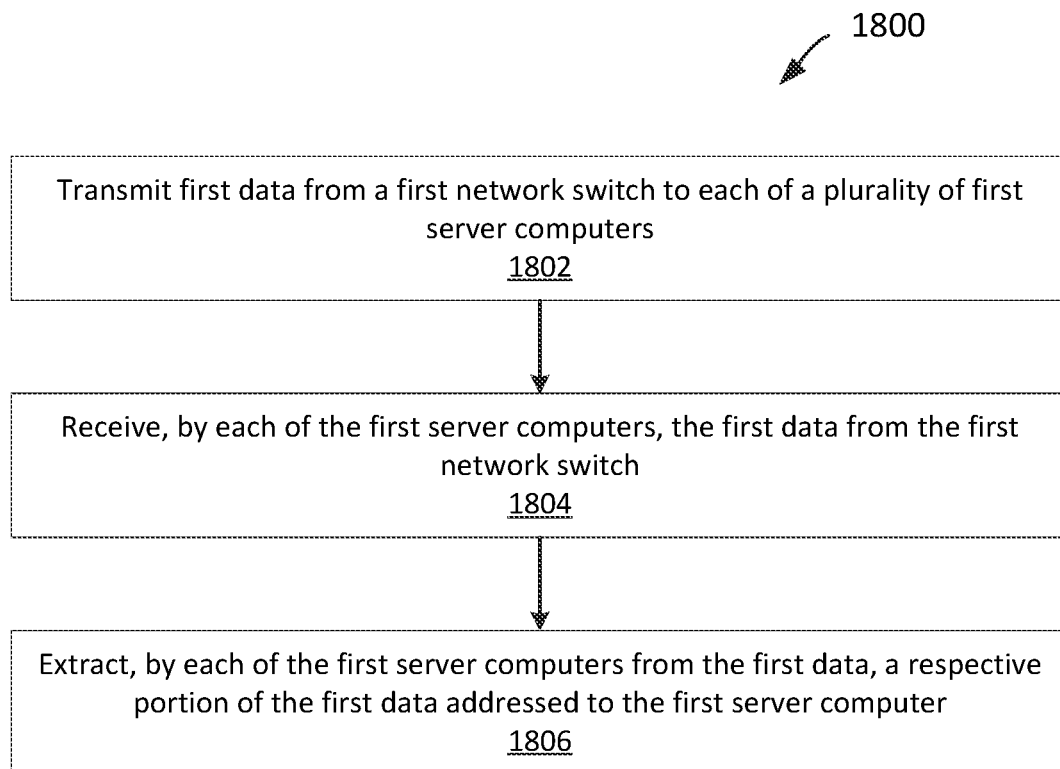 1800
Transmit first data from a first network switch to each of a plurality of first
server computers
1802
Receive, by each of the first server computers, the first data from the first
network switch
1804
Extract, by each of the first server computers from the first data, a respective
portion of the first data addressed to the first server computer
1806